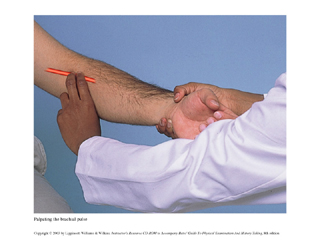 Palpating the brachial pulse
Copyright © 2003 by Lippincott Williams & Wilkins Instructor's Resource CD-ROM to Accompany Bates' Guide To Physical Examination And History Taking, 8th edition.